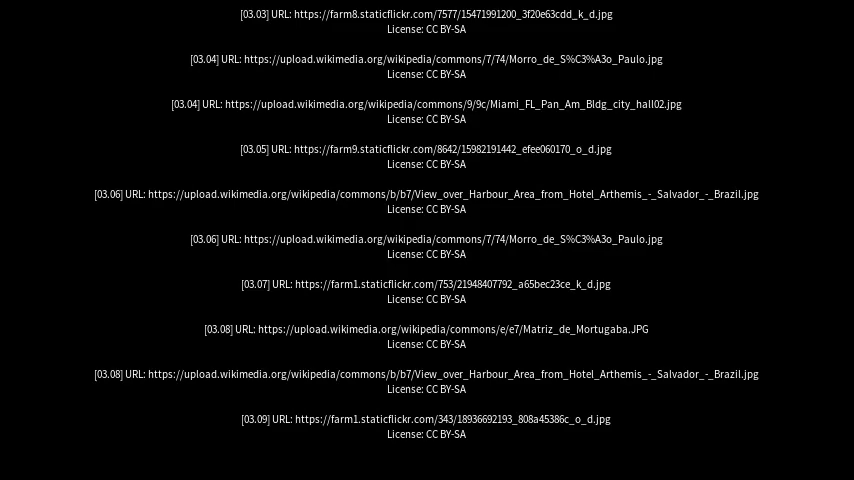 [03.03] URL: https://farm8.staticflickr.com/7577/15471991200_3f20e63cdd_k_d.jpg
License: CC BY-SA
[03.04] URL: https://upload.wikimedia.org/wikipedia/commons/7/74/Morro_de_S%C3%A3o_Paulo.jpg
License: CC BY-SA
[03.04] URL: https://upload.wikimedia.org/wikipedia/commons/9/9c/Miami_FL_Pan_Am_Bldg_city_hall02.jpg
License: CC BY-SA
[03.05] URL: https://farm9.staticflickr.com/8642/15982191442_efee060170_o_d.jpg
License: CC BY-SA
[03.06] URL: https://upload.wikimedia.org/wikipedia/commons/b/b7/View_over_Harbour_Area_from_Hotel_Arthemis_-_Salvador_-_Brazil.jpg
License: CC BY-SA
[03.06] URL: https://upload.wikimedia.org/wikipedia/commons/7/74/Morro_de_S%C3%A3o_Paulo.jpg
License: CC BY-SA
[03.07] URL: https://farm1.staticflickr.com/753/21948407792_a65bec23ce_k_d.jpg
License: CC BY-SA
[03.08] URL: https://upload.wikimedia.org/wikipedia/commons/e/e7/Matriz_de_Mortugaba.JPG
License: CC BY-SA
[03.08] URL: https://upload.wikimedia.org/wikipedia/commons/b/b7/View_over_Harbour_Area_from_Hotel_Arthemis_-_Salvador_-_Brazil.jpg
License: CC BY-SA
[03.09] URL: https://farm1.staticflickr.com/343/18936692193_808a45386c_o_d.jpg
License: CC BY-SA